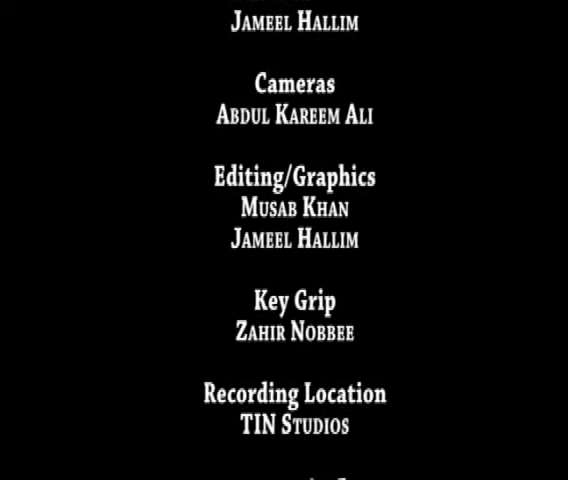 JAMEEL HALLIM
Cameras
ABDUL KAREEM ALI
Editing/Graphics
MUSAB KHAN
JAMEEL HALLIM
Key Grip
ZAHIR NOBBEE
Recording Location
TIN STUDIOS